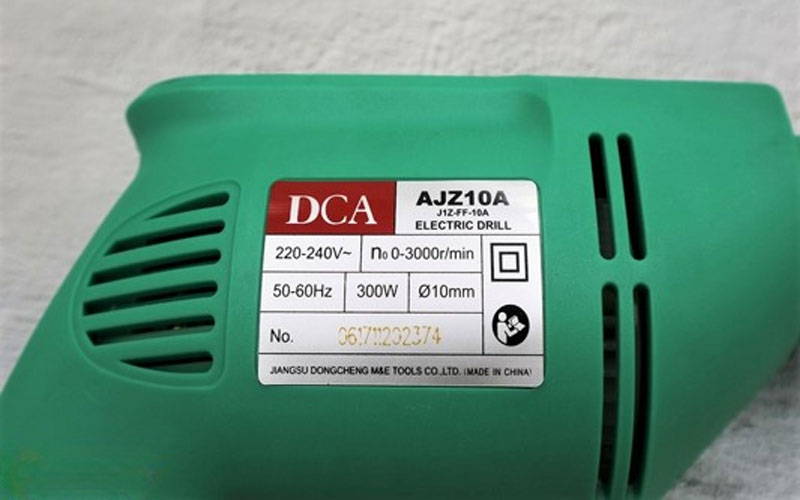 DCA
AJZ10A
J1Z-FF-10A
ELECTRIC DRILL
220-240V~ n₀ 0-3000r/min
50-60Hz 300W Ø10mm
No. 061711202374
JIANGSU DONGCHENG M&E TOOLS CO.,LTD. (MADE IN CHINA)